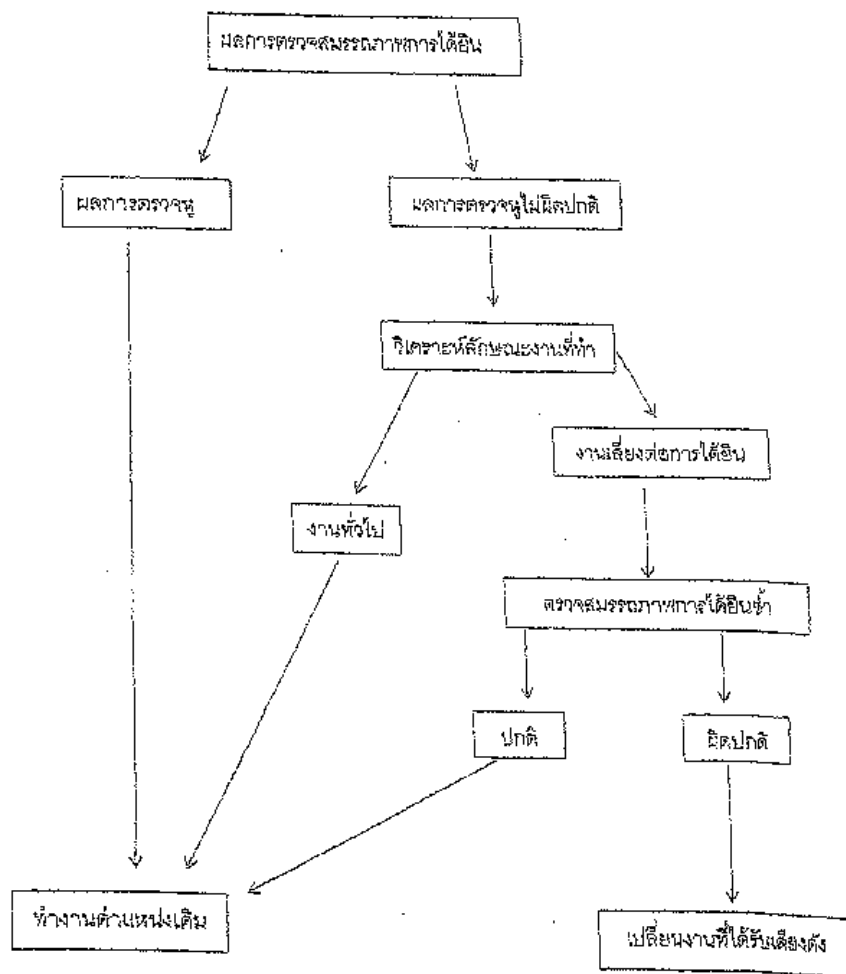 ผลการตรวจสมรรถภาพการได้ยิน
ผลการตรวจหู
ผลการตรวจหูไม่ผิดปกติ
วิเคราะห์ลักษณะงานที่ทำ
งานเสี่ยงต่อการได้ยิน
งานทั่วไป
ตรวจสมรรถภาพการได้ยินซ้ำ
ปกติ
ผิดปกติ
ทำงานตำแหน่งเดิม
เปลี่ยนงานที่ได้รับเสียงดัง